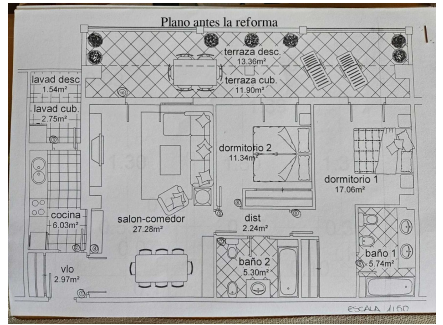 Plano antes la reforma
terraza desc.
13.36m²
terraza cub.
11.90m²
lavad desc
1.54m²
lavad cub.
2.75m²
dormitorio 2
11.34m²
dormitorio 1
17.06m²
cocina
6.03m²
salon-comedor
27.28m²
dist
2.24m²
baño 2
5.30m²
baño 1
5.74m²
vlo
2.97m²
ESCALA 1/50